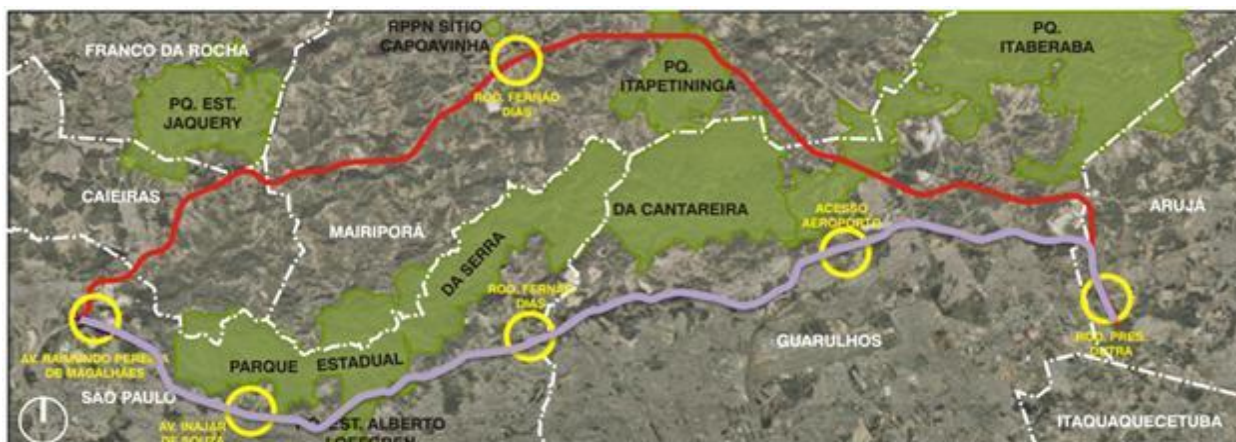 RPPN SÍTIO
CAPOAVINHA
FRANCO DA ROCHA
PQ.
ITABERABA
PQ. EST.
JAQUERY
ROD. FERNÃO
DIAS
PQ.
ITAPETININGA
CAIEIRAS
MAIRIPORÃ
DA CANTAREIRA
ACESSO
AEROPORTO
ARUJÁ
DA SERRA
ROD. FERNÃO
DIAS
AV. RAIMUNDO PEREIRA
DE MAGALHÃES
PARQUE ESTADUAL
GUARULHOS
ROD. PRES.
DUTRA
SÃO PAULO
AV. INAJAR
DE SOUZA
PQ. EST. ALBERTO
LOEFGREN
ITAQUAQUECETUBA